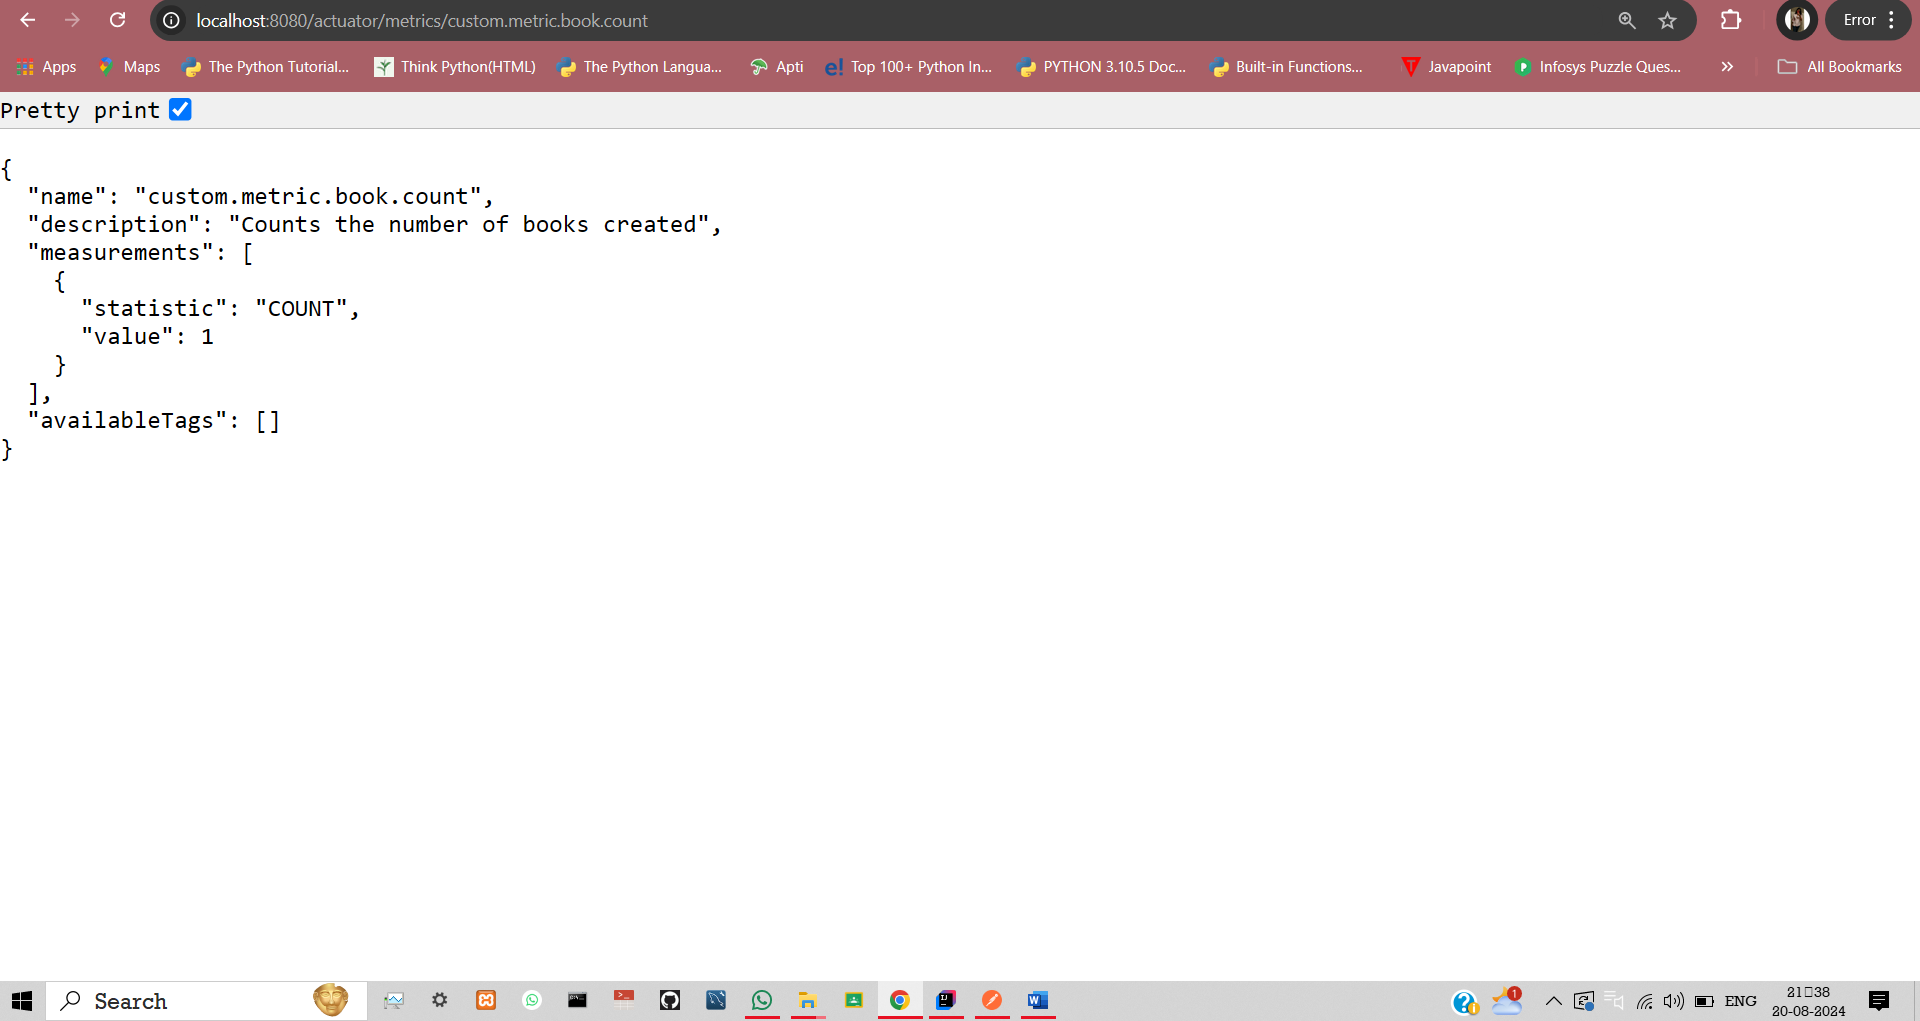 localhost:8080/actuator/metrics/custom.metric.book.count
Error
Apps Maps The Python Tutorial... Think Python(HTML) The Python Langua... Apti e! Top 100+ Python In... PYTHON 3.10.5 Doc... Built-in Functions... Javapoint Infosys Puzzle Ques... » All Bookmarks
Pretty print
{
"name": "custom.metric.book.count",
"description": "Counts the number of books created",
"measurements": [
{
"statistic": "COUNT",
"value": 1
}
],
"availableTags": []
}
Search
1
ENG
21▯38
20-08-2024